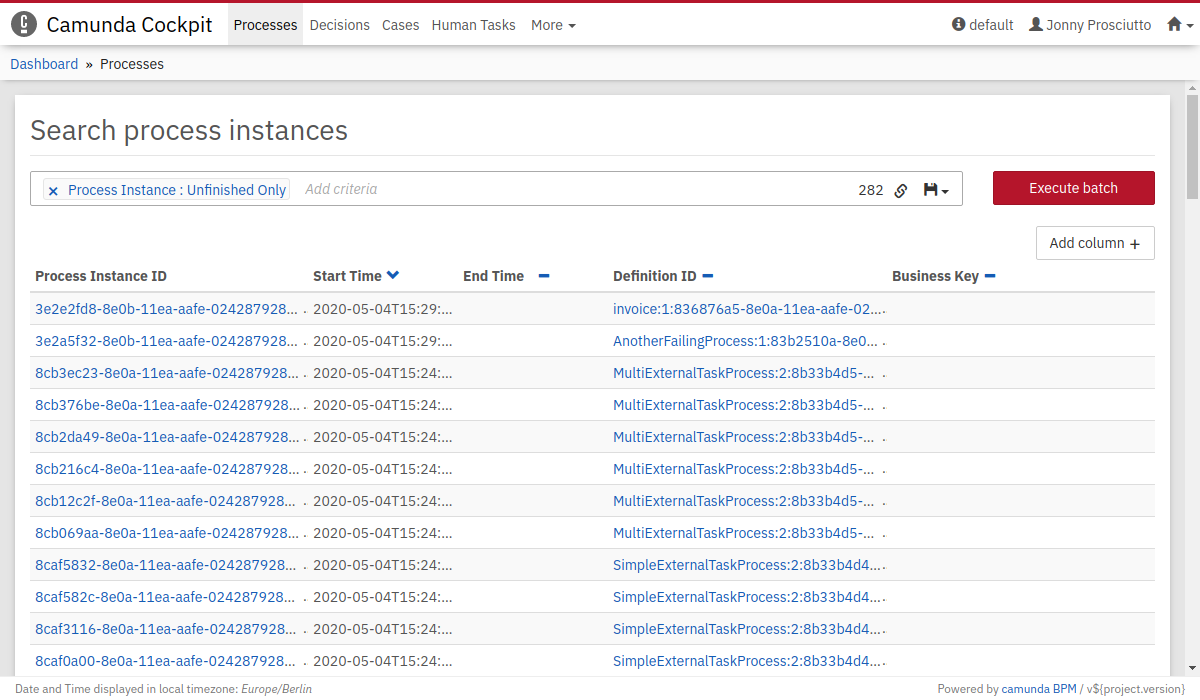 Camunda Cockpit Processes Decisions Cases Human Tasks More default Jonny Prosciutto
Dashboard » Processes
Search process instances
× Process Instance : Unfinished Only Add criteria 282 Execute batch
Add column +
Process Instance ID Start Time End Time Definition ID Business Key
3e2e2fd8-8e0b-11ea-aafe-024287928... . 2020-05-04T15:29:... invoice:1:836876a5-8e0a-11ea-aafe-02....
3e2a5f32-8e0b-11ea-aafe-024287928... . 2020-05-04T15:29:... AnotherFailingProcess:1:83b2510a-8e0... .
8cb3ec23-8e0a-11ea-aafe-024287928... . 2020-05-04T15:24:... MultiExternalTaskProcess:2:8b33b4d5-... .
8cb376be-8e0a-11ea-aafe-024287928... . 2020-05-04T15:24:... MultiExternalTaskProcess:2:8b33b4d5-... .
8cb2da49-8e0a-11ea-aafe-024287928... . 2020-05-04T15:24:... MultiExternalTaskProcess:2:8b33b4d5-... .
8cb216c4-8e0a-11ea-aafe-024287928... . 2020-05-04T15:24:... MultiExternalTaskProcess:2:8b33b4d5-... .
8cb12c2f-8e0a-11ea-aafe-024287928... . 2020-05-04T15:24:... MultiExternalTaskProcess:2:8b33b4d5-... .
8cb069aa-8e0a-11ea-aafe-024287928... . 2020-05-04T15:24:... MultiExternalTaskProcess:2:8b33b4d5-... .
8caf5832-8e0a-11ea-aafe-024287928... . 2020-05-04T15:24:... SimpleExternalTaskProcess:2:8b33b4d4....
8caf582c-8e0a-11ea-aafe-024287928... . 2020-05-04T15:24:... SimpleExternalTaskProcess:2:8b33b4d4....
8caf3116-8e0a-11ea-aafe-024287928... . 2020-05-04T15:24:... SimpleExternalTaskProcess:2:8b33b4d4....
8caf0a00-8e0a-11ea-aafe-024287928... . 2020-05-04T15:24:... SimpleExternalTaskProcess:2:8b33b4d4....
Date and Time displayed in local timezone: Europe/Berlin Powered by camunda BPM / v${project.version}